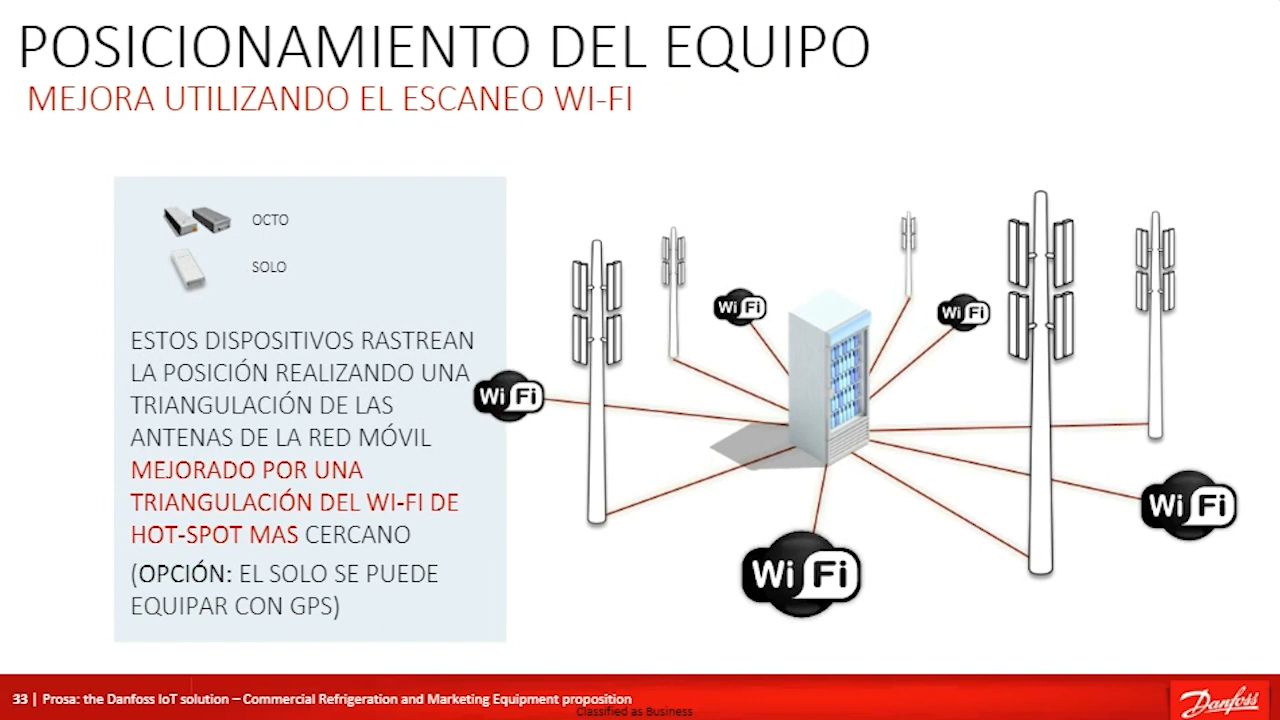 POSICIONAMIENTO DEL EQUIPO
MEJORA UTILIZANDO EL ESCANEO WI-FI
OCTO
SOLO
ESTOS DISPOSITIVOS RASTREAN
LA POSICIÓN REALIZANDO UNA
TRIANGULACIÓN DE LAS
ANTENAS DE LA RED MÓVIL
MEJORADO POR UNA
TRIANGULACIÓN DEL WI-FI DE
HOT-SPOT MAS CERCANO
(OPCIÓN: EL SOLO SE PUEDE
EQUIPAR CON GPS)
Wi Fi
Wi Fi
Wi Fi
Wi Fi
Wi Fi
33 | Prosa: the Danfoss IoT solution – Commercial Refrigeration and Marketing Equipment proposition
Classified as Business
Danfoss